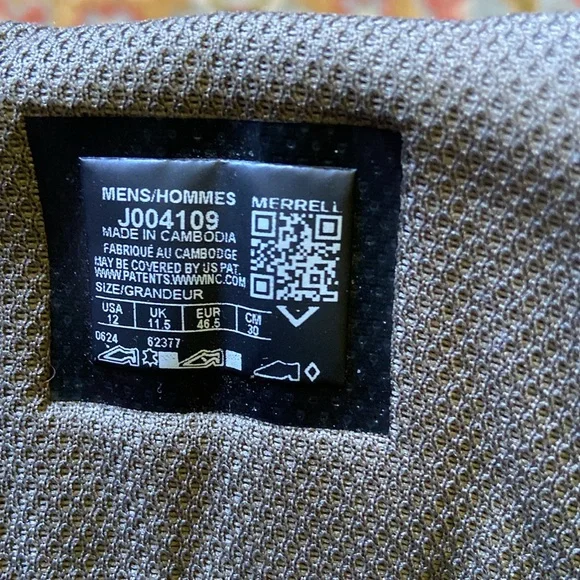 MENS/HOMMES
MERRELL
J004109
MADE IN CAMBODIA
FABRIQUÉ AU CAMBODGE
MAY BE COVERED BY US PAT
WWW.PATENTS.WWWINC.COM
SIZE/GRANDEUR
USA UK EUR CM
12 11.5 46.5 30
0624 62377